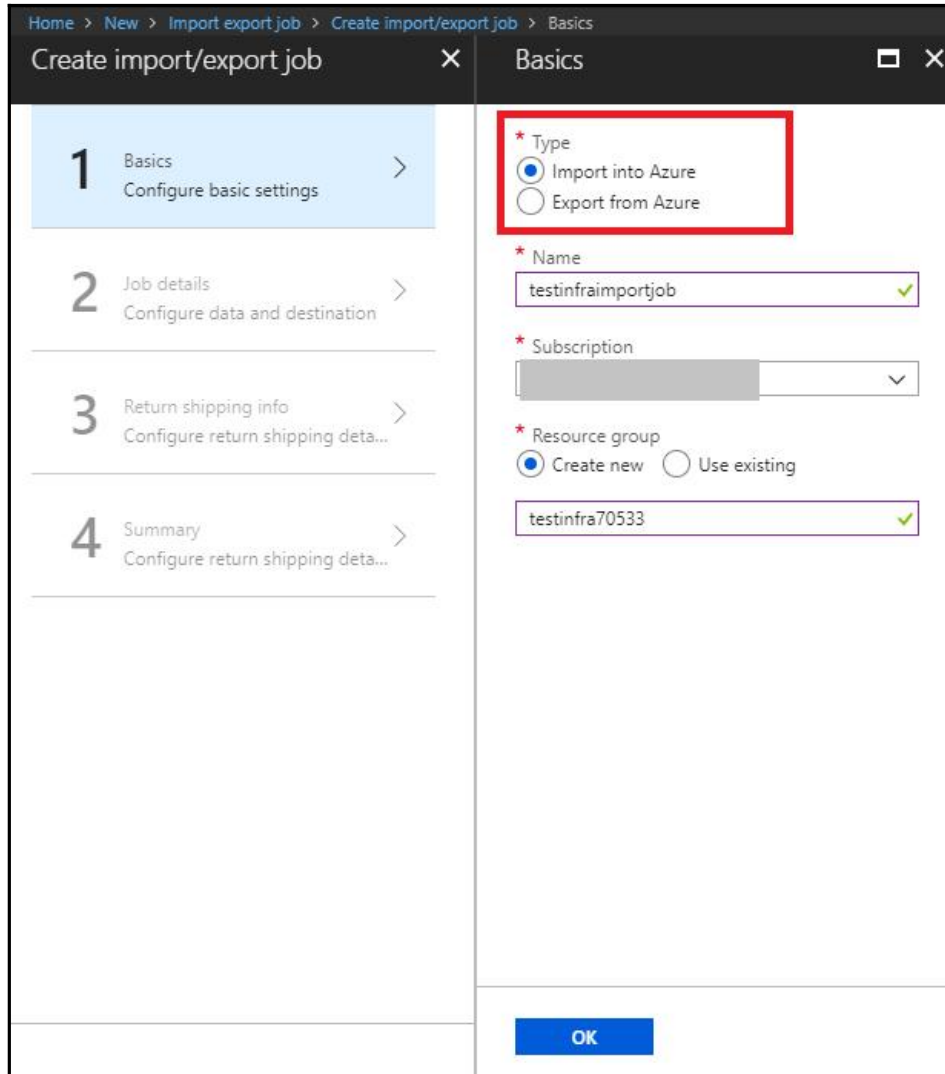 Home > New > Import export job > Create import/export job > Basics
Create import/export job
Basics
1
Basics
Configure basic settings
2
Job details
Configure data and destination
3
Return shipping info
Configure return shipping deta...
4
Summary
Configure return shipping deta...
* Type
Import into Azure
Export from Azure
* Name
testinfraimportjob
* Subscription
* Resource group
Create new Use existing
testinfra70533
OK